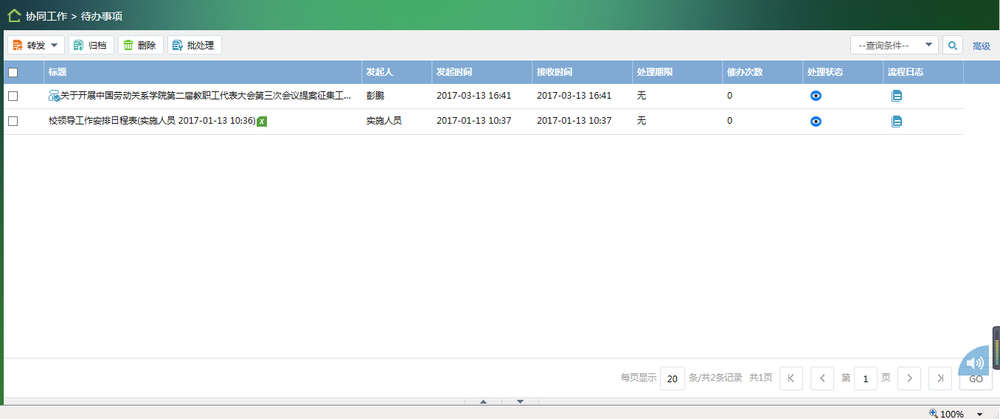 协同工作 > 待办事项
转发 归档 删除 批处理 --查询条件-- 高级
标题 发起人 发起时间 接收时间 处理期限 催办次数 处理状态 流程日志
关于开展中国劳动关系学院第二届教职工代表大会第三次会议提案征集工... 彭鹏 2017-03-13 16:41 2017-03-13 16:41 无 0
校领导工作安排日程表(实施人员 2017-01-13 10:36) X 实施人员 2017-01-13 10:37 2017-01-13 10:37 无 0
每页显示 20 条/共2条记录 共1页 第 1 页 GO
100%